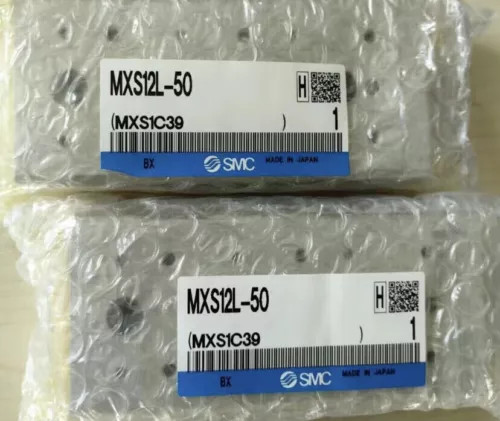 MXS12L-50
H
(MXS1C39 ) 1
BX SMC MADE IN JAPAN
MXS12L-50
H
(MXS1C39 ) 1
BX SMC MADE IN JAPAN